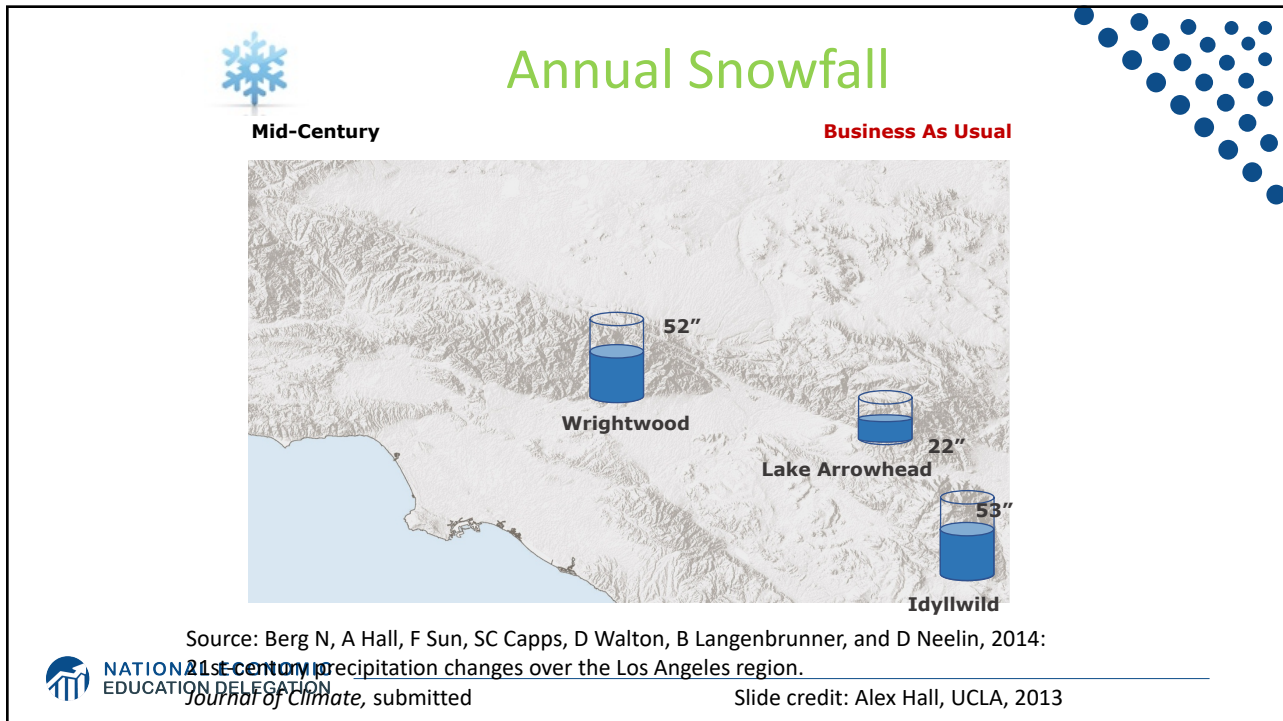 Annual Snowfall
Mid-Century
Business As Usual
52”
Wrightwood
22”
Lake Arrowhead
53”
Idyllwild
Source: Berg N, A Hall, F Sun, SC Capps, D Walton, B Langenbrunner, and D Neelin, 2014:
21st-century precipitation changes over the Los Angeles region.
Journal of Climate, submitted
Slide credit: Alex Hall, UCLA, 2013
NATIONAL ECONOMIC
EDUCATION DELEGATION